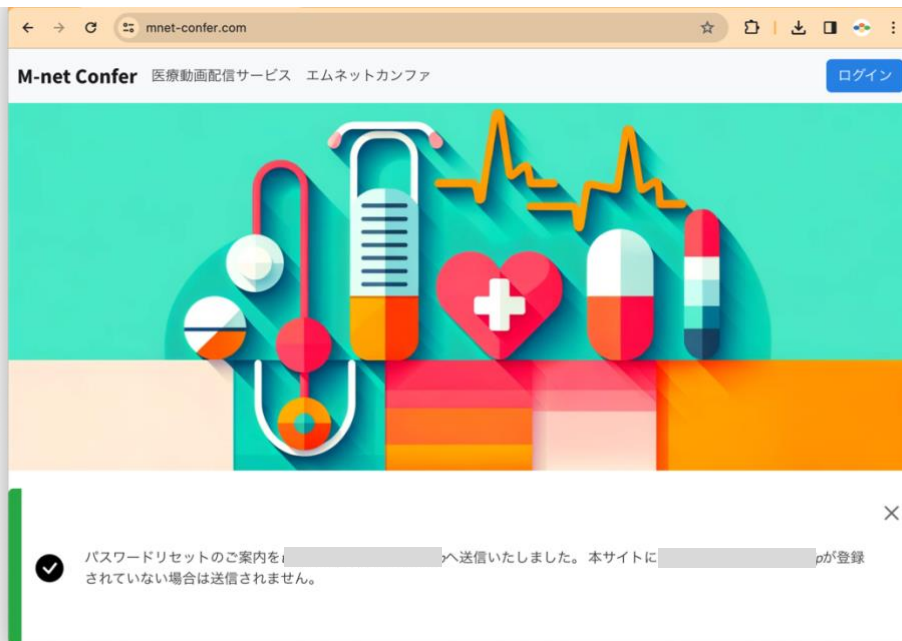 mnet-confer.com
M-net Confer 医療動画配信サービス エムネットカンファ
ログイン
パスワードリセットのご案内を へ送信いたしました。 本サイトに pが登録
されていない場合は送信されません。